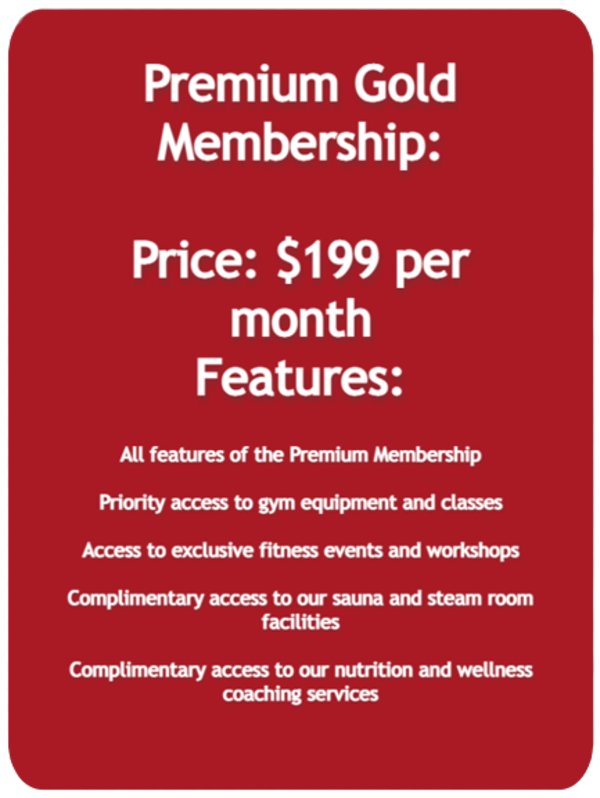 Premium Gold
Membership:
Price: $199 per
month
Features:
All features of the Premium Membership
Priority access to gym equipment and classes
Access to exclusive fitness events and workshops
Complimentary access to our sauna and steam room
facilities
Complimentary access to our nutrition and wellness
coaching services